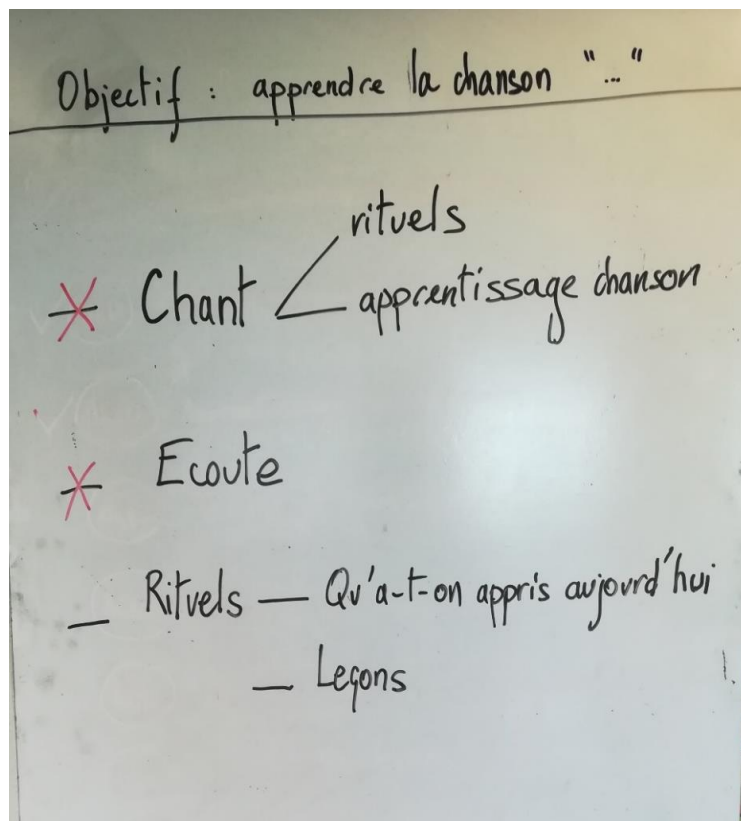 Objectif : apprendre la chanson "..."
rituels
Chant
apprentissage chanson
Ecoute
Rituels — Qu'a-t-on appris aujourd'hui
— Leçons